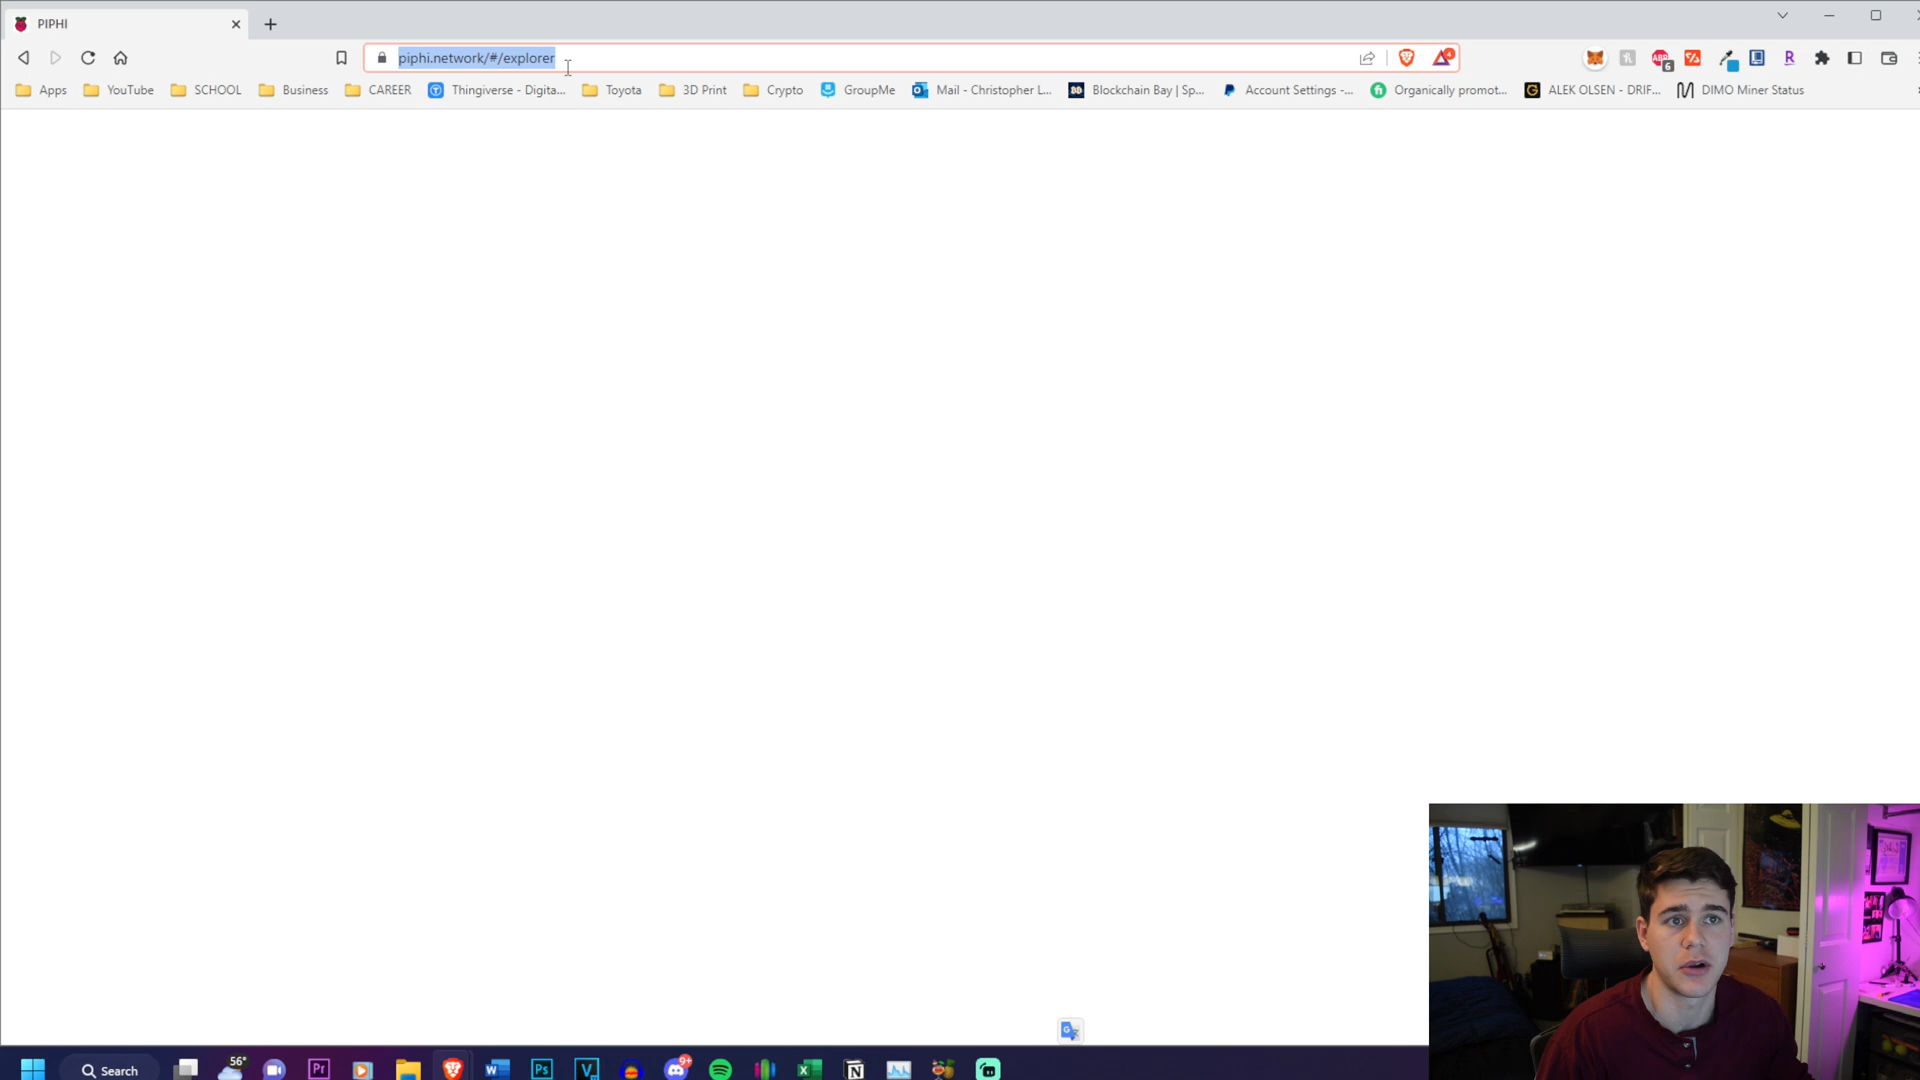 PIPHI
piphi.network/#/explorer
Apps YouTube SCHOOL Business CAREER Thingiverse - Digita... Toyota 3D Print Crypto GroupMe Mail - Christopher L... Blockchain Bay | Sp... Account Settings -... Organically promot... ALEK OLSEN - DRIF... DIMO Miner Status
56°
Search
9+